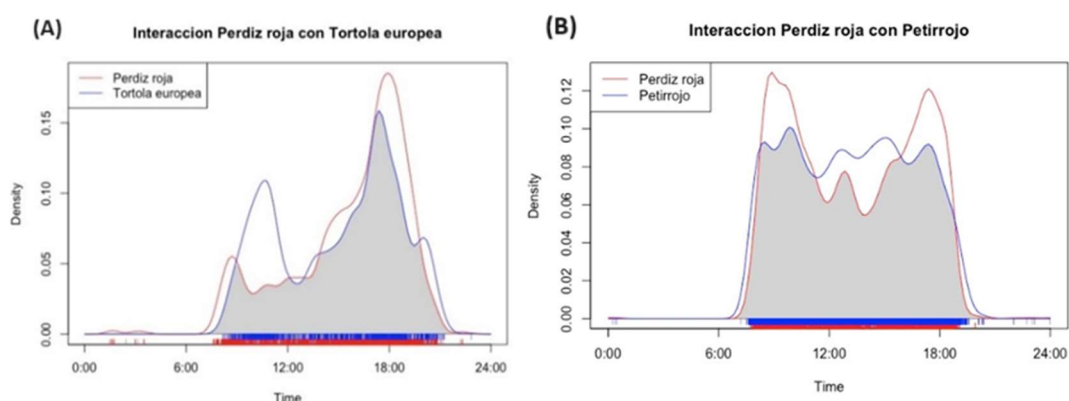 (A)
Interaccion Perdiz roja con Tortola europea
Perdiz roja
Tortola europea
Density
0.15
0.10
0.05
0.00
0:00 6:00 12:00 18:00 24:00
Time
(B)
Interaccion Perdiz roja con Petirrojo
Perdiz roja
Petirrojo
Density
0.12
0.10
0.08
0.06
0.04
0.02
0.00
0:00 6:00 12:00 18:00 24:00
Time